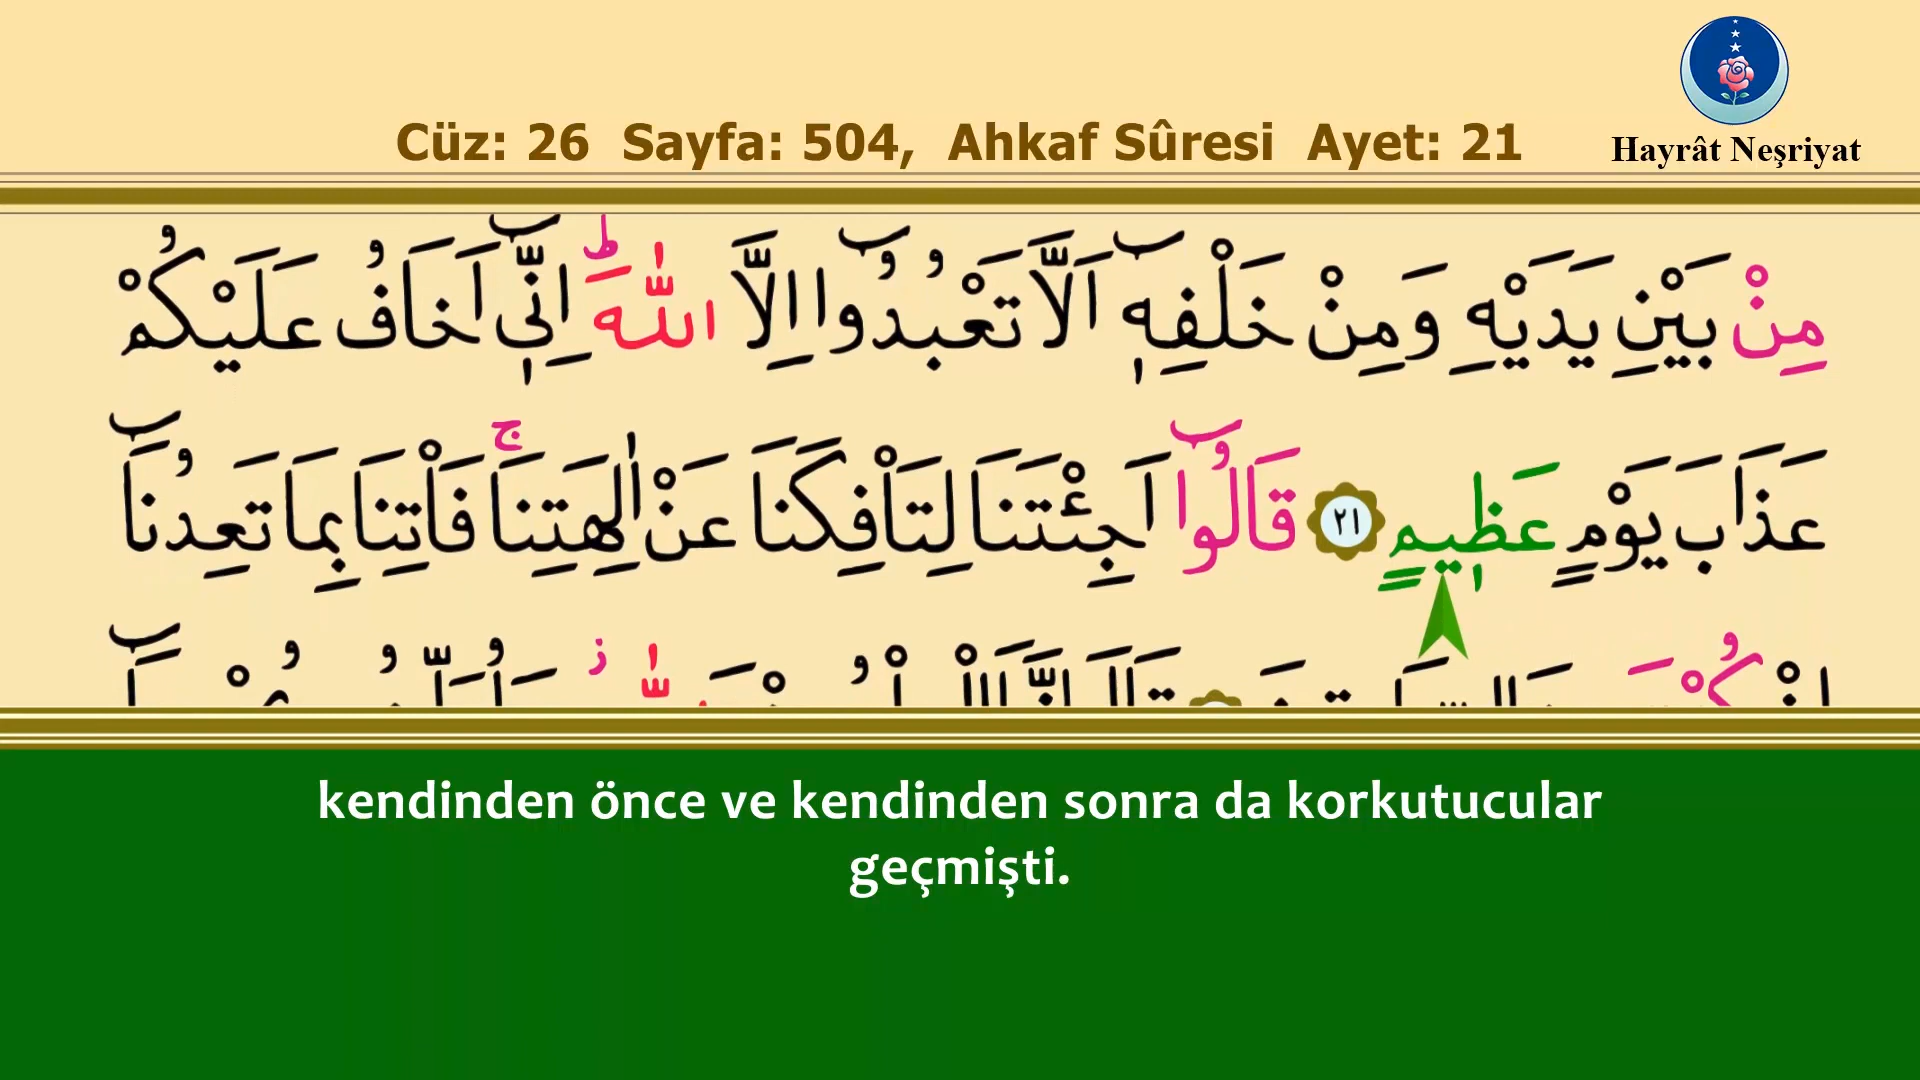 Cüz: 26 Sayfa: 504, Ahkaf Sûresi Ayet: 21
Hayrât Neşriyat
مِنْ بَيْنِ يَدَيْهِ وَمِنْ خَلْفِه۪ٓ اَلَّا تَعْبُدُٓوا اِلَّا اللّٰهَۜ اِنّ۪ٓي اَخَافُ عَلَيْكُمْ
عَذَابَ يَوْمٍ عَظ۪يمٍ ﴿٢١﴾ قَالُٓوا اَجِئْتَنَا لِتَأْفِكَنَا عَنْ اٰلِهَتِنَاۚ فَأْتِنَا بِمَا تَعِدُنَٓا
kendinden önce ve kendinden sonra da korkutucular
geçmişti.